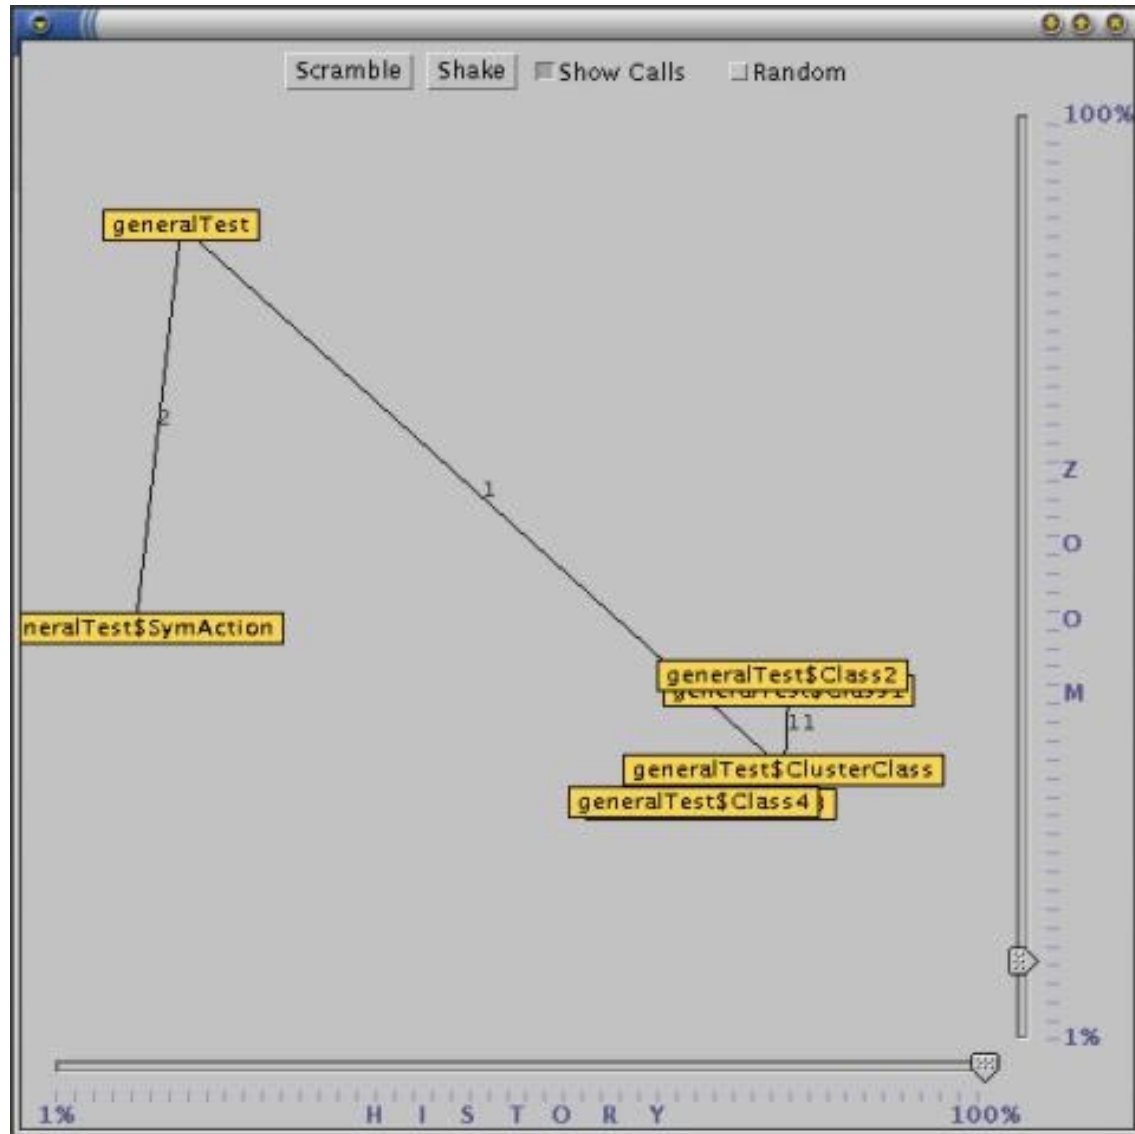 Scramble Shake Show Calls Random
100%
generalTest
2
Z
1
O
O
neralTest$SymAction
generalTest$Class2
M
11
generalTest$ClusterClass
generalTest$Class4
1%
1% H I S T O R Y 100%